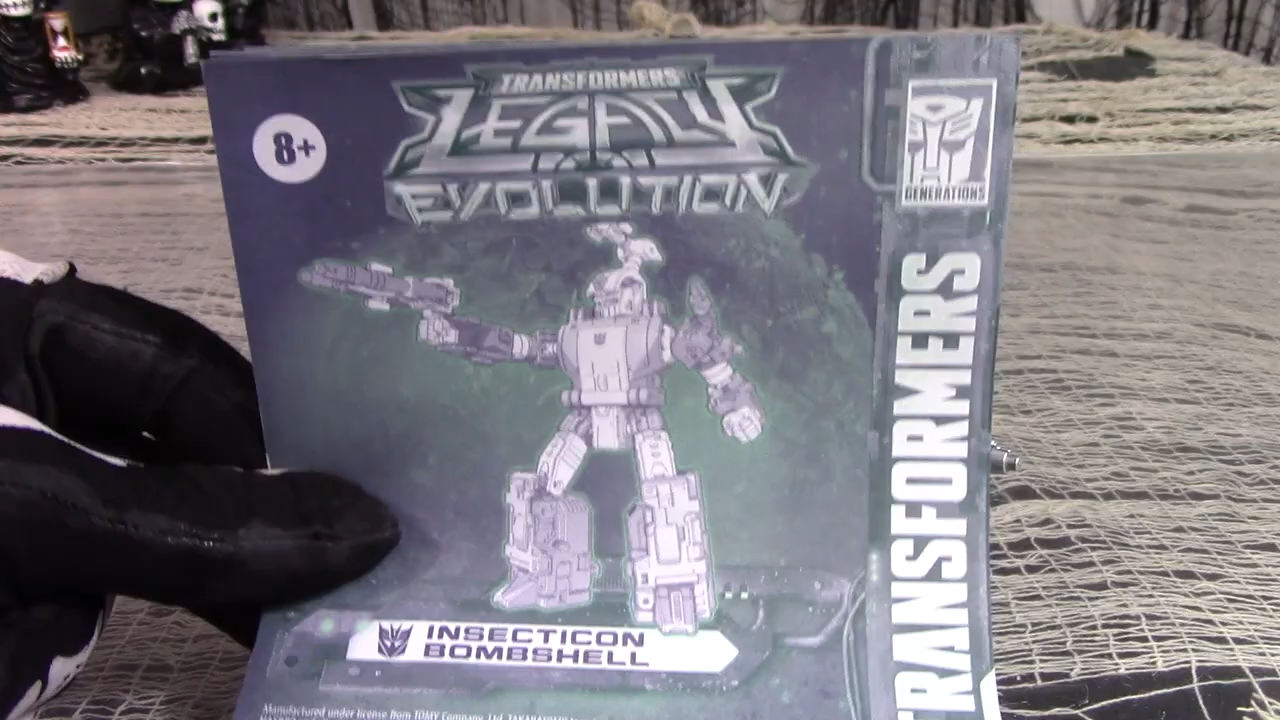 8+
TRANSFORMERS
LEGACY
EVOLUTION
GENERATIONS
TRANSFORMERS
INSECTICON
BOMBSHELL
Manufactured under license from TOMY Company, Ltd.